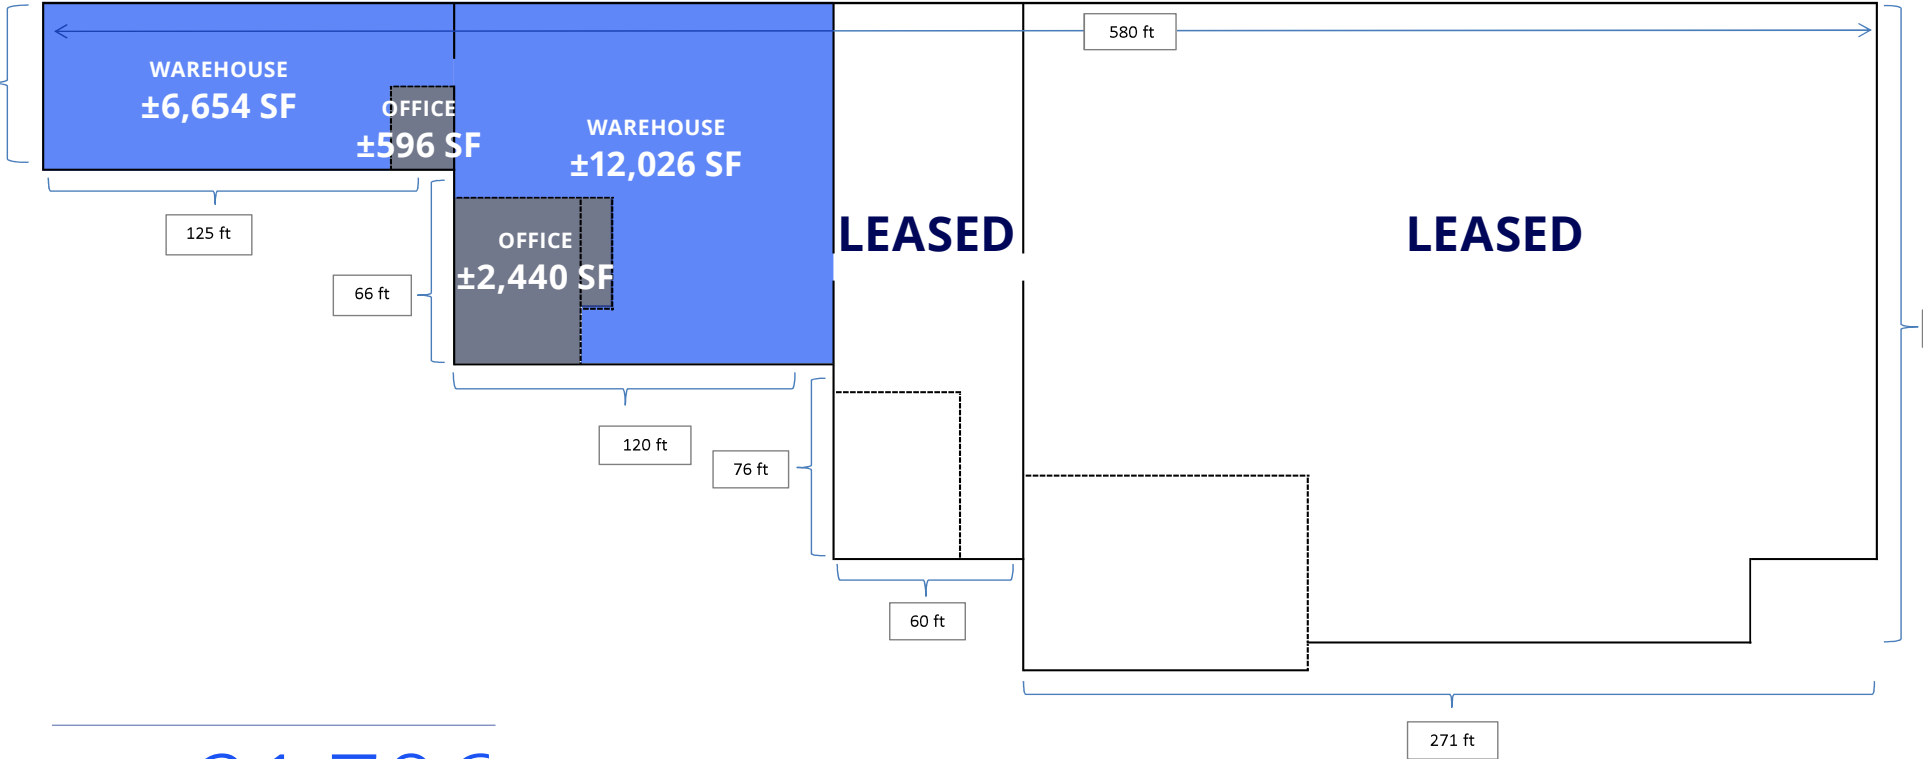 580 ft
WAREHOUSE
±6,654 SF
OFFICE
±596 SF
WAREHOUSE
±12,026 SF
125 ft
OFFICE
±2,440 SF
66 ft
LEASED
LEASED
120 ft
76 ft
60 ft
271 ft